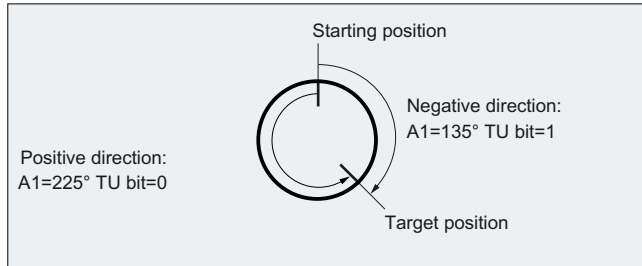 Starting position
Negative direction:
A1=135° TU bit=1
Positive direction:
A1=225° TU bit=0
Target position